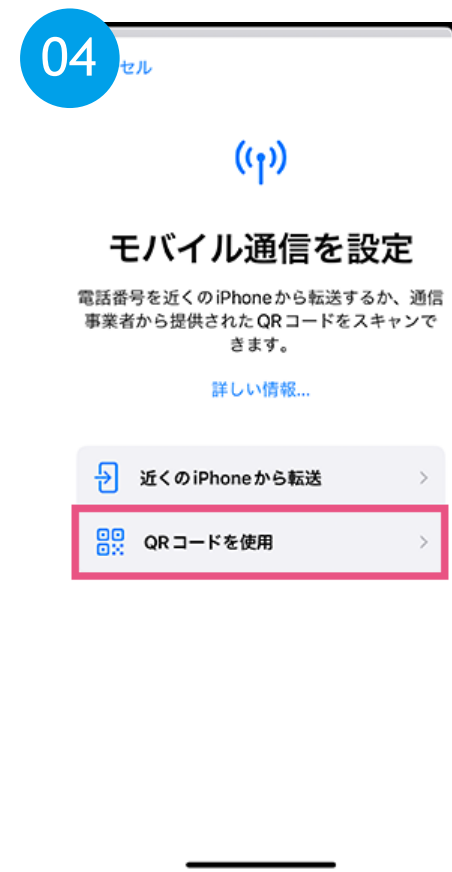 04
セル
モバイル通信を設定
電話番号を近くのiPhoneから転送するか、通信
事業者から提供されたQRコードをスキャンで
きます。
詳しい情報...
近くのiPhoneから転送
QRコードを使用